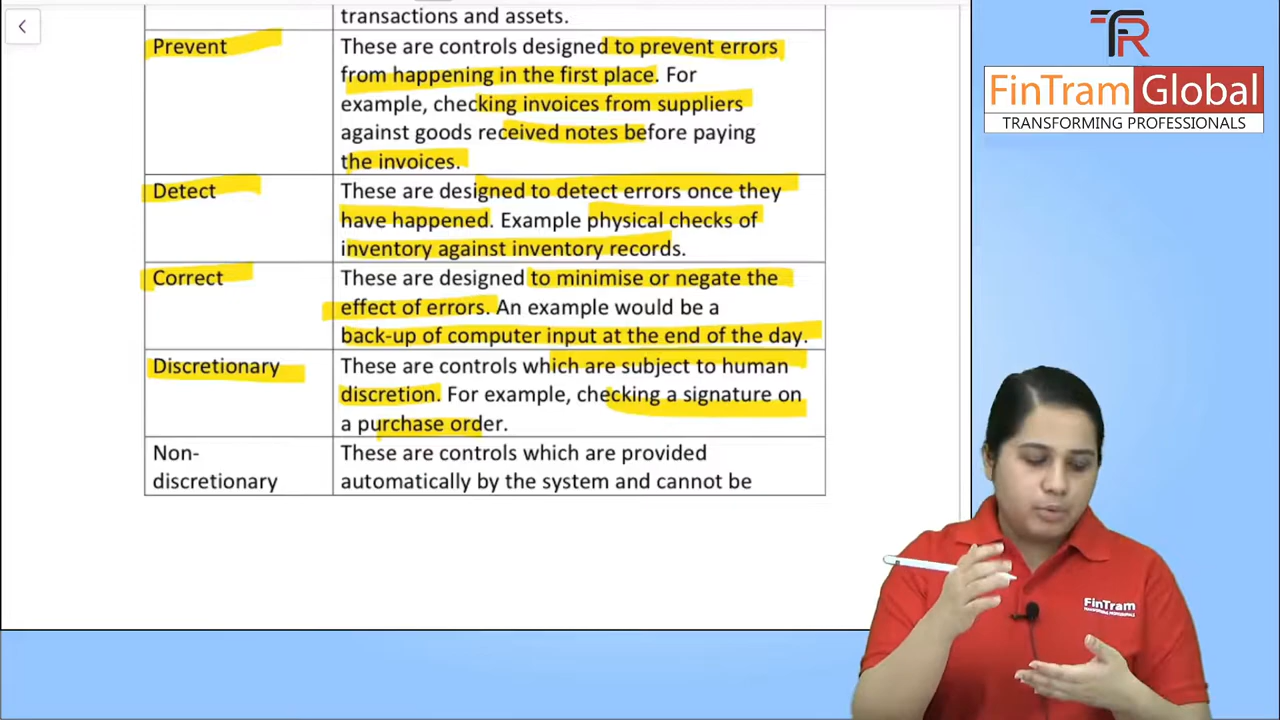 transactions and assets.
Prevent
These are controls designed to prevent errors
from happening in the first place. For
example, checking invoices from suppliers
against goods received notes before paying
the invoices.
Detect
These are designed to detect errors once they
have happened. Example physical checks of
inventory against inventory records.
Correct
These are designed to minimise or negate the
effect of errors. An example would be a
back-up of computer input at the end of the day.
Discretionary
These are controls which are subject to human
discretion. For example, checking a signature on
a purchase order.
Non-
discretionary
These are controls which are provided
automatically by the system and cannot be
FinTram Global
TRANSFORMING PROFESSIONALS
FinTram